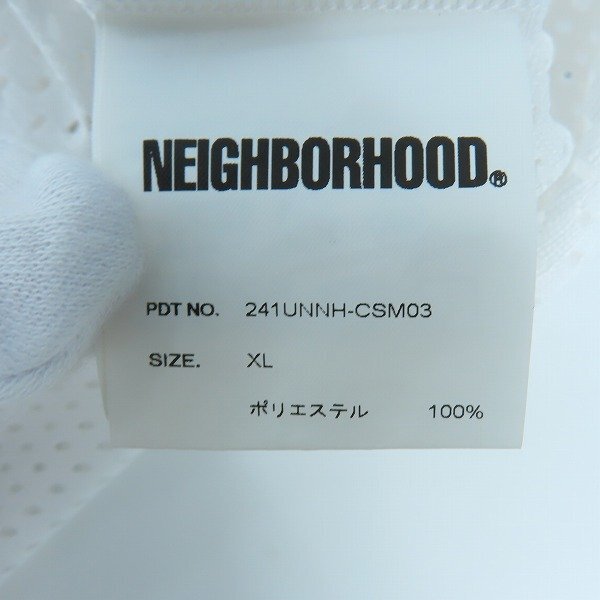 NEIGHBORHOOD®
PDT NO. 241UNNH-CSM03
SIZE. XL
ポリエステル 100%